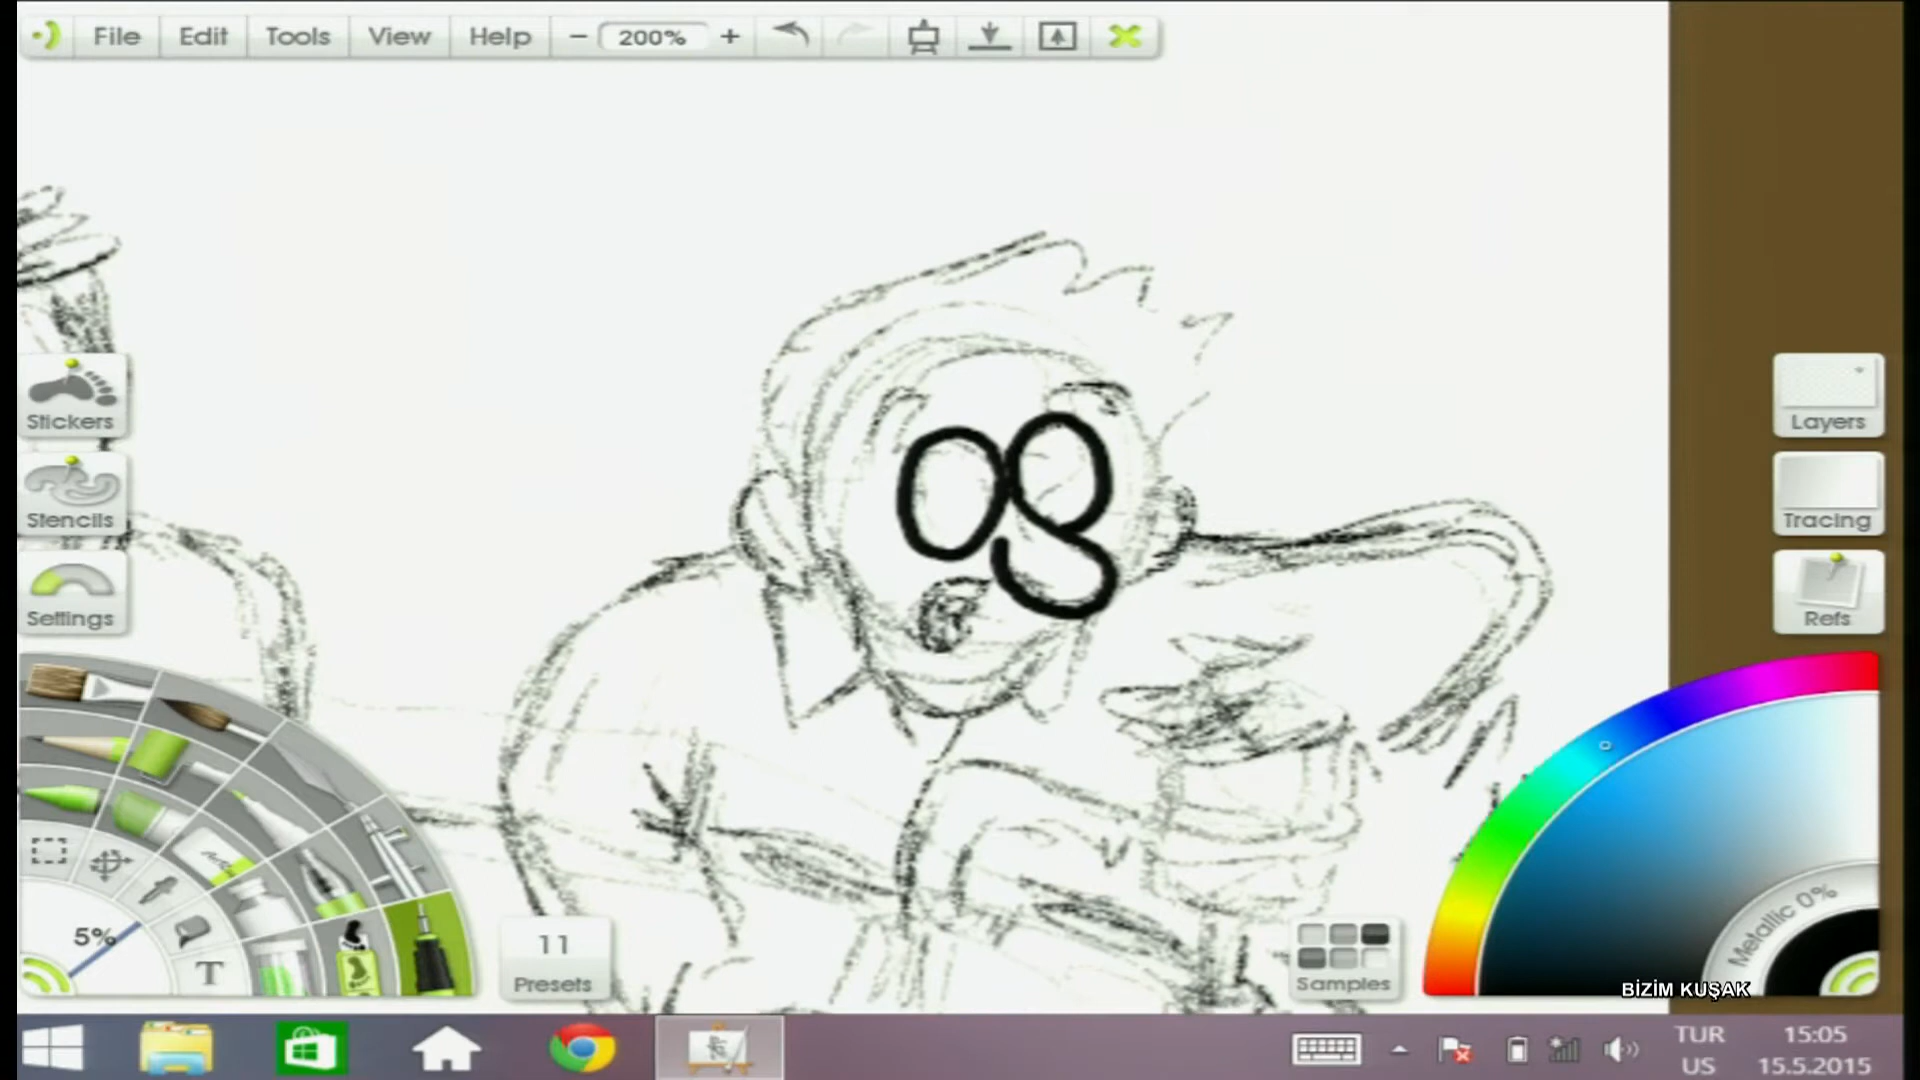 File Edit Tools View Help − 200% +
Stickers
Stencils
Settings
Layers
Tracing
Refs
5%
T
11
Presets
Samples
Metallic 0%
BİZİM KUŞAK
TUR
US
15:05
15.5.2015